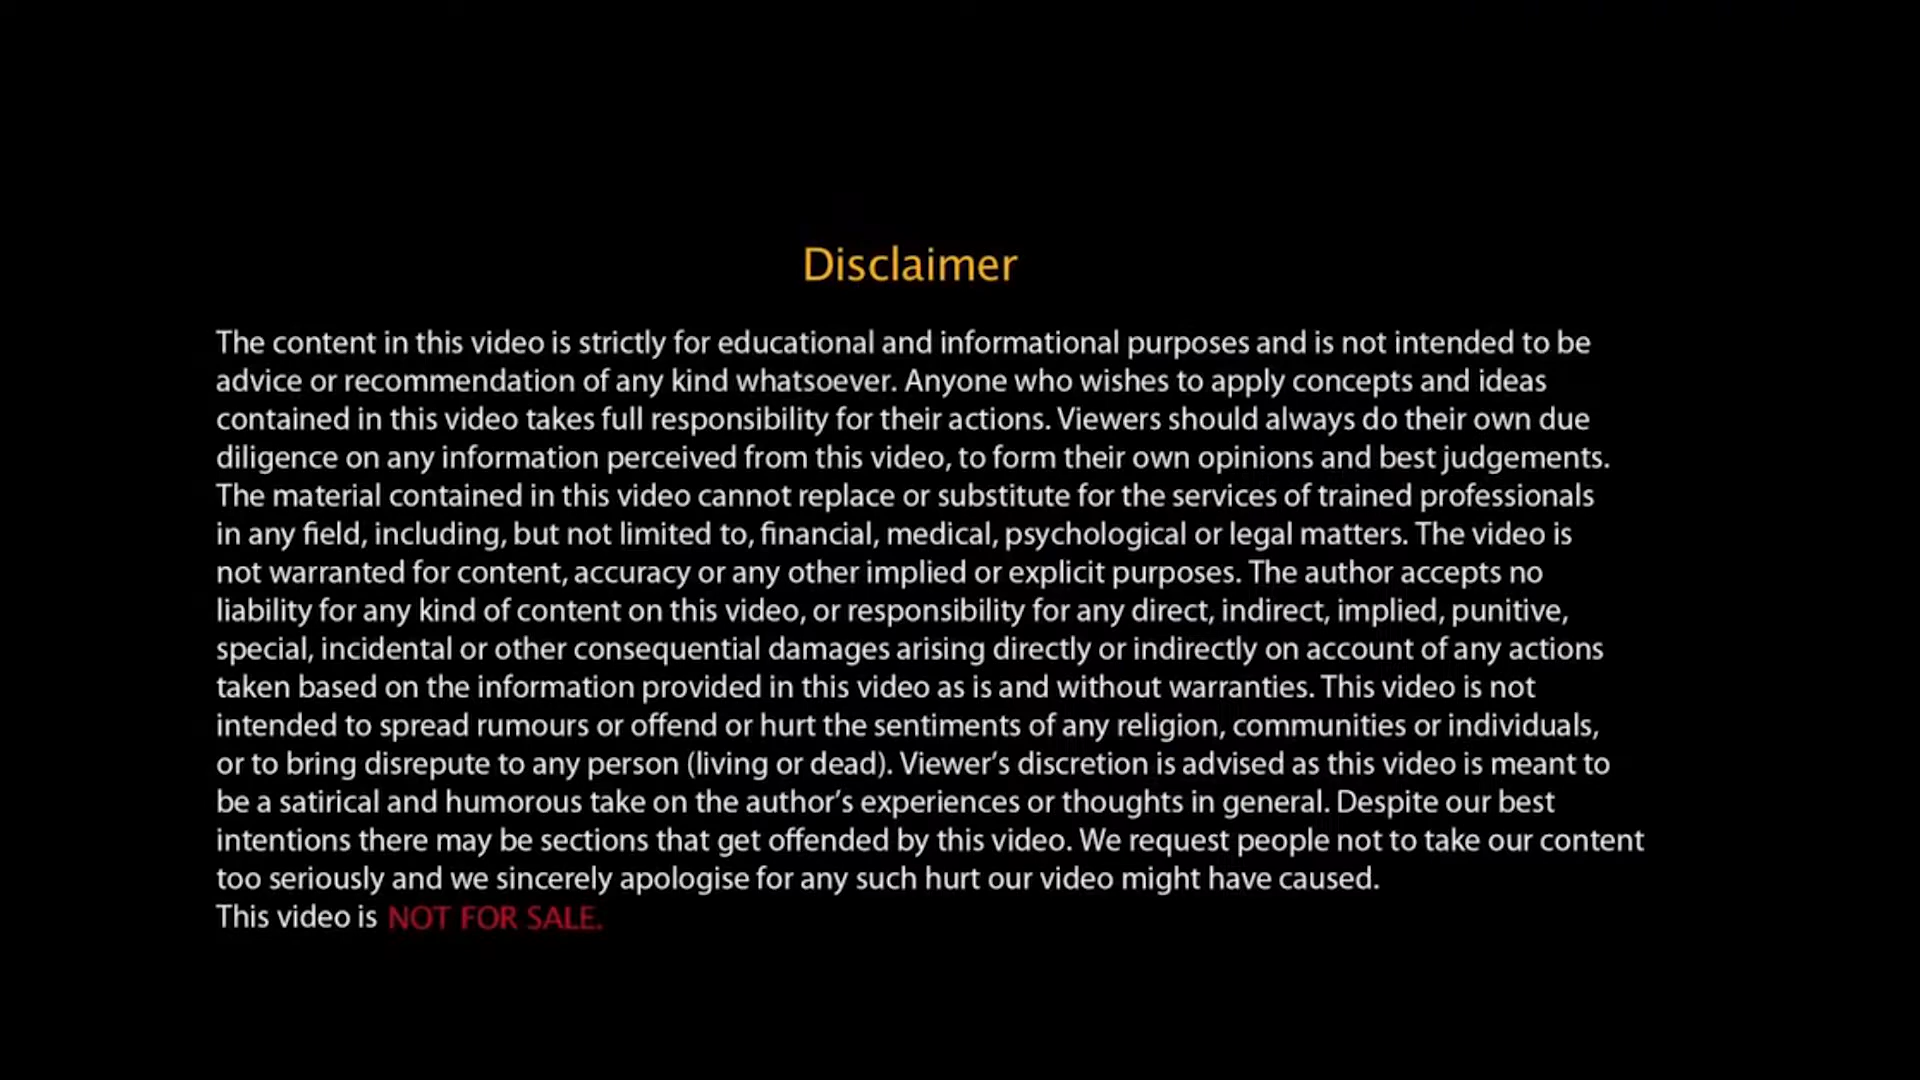 Disclaimer
The content in this video is strictly for educational and informational purposes and is not intended to be
advice or recommendation of any kind whatsoever. Anyone who wishes to apply concepts and ideas
contained in this video takes full responsibility for their actions. Viewers should always do their own due
diligence on any information perceived from this video, to form their own opinions and best judgements.
The material contained in this video cannot replace or substitute for the services of trained professionals
in any field, including, but not limited to, financial, medical, psychological or legal matters. The video is
not warranted for content, accuracy or any other implied or explicit purposes. The author accepts no
liability for any kind of content on this video, or responsibility for any direct, indirect, implied, punitive,
special, incidental or other consequential damages arising directly or indirectly on account of any actions
taken based on the information provided in this video as is and without warranties. This video is not
intended to spread rumours or offend or hurt the sentiments of any religion, communities or individuals,
or to bring disrepute to any person (living or dead). Viewer’s discretion is advised as this video is meant to
be a satirical and humorous take on the author’s experiences or thoughts in general. Despite our best
intentions there may be sections that get offended by this video. We request people not to take our content
too seriously and we sincerely apologise for any such hurt our video might have caused.
This video is NOT FOR SALE.